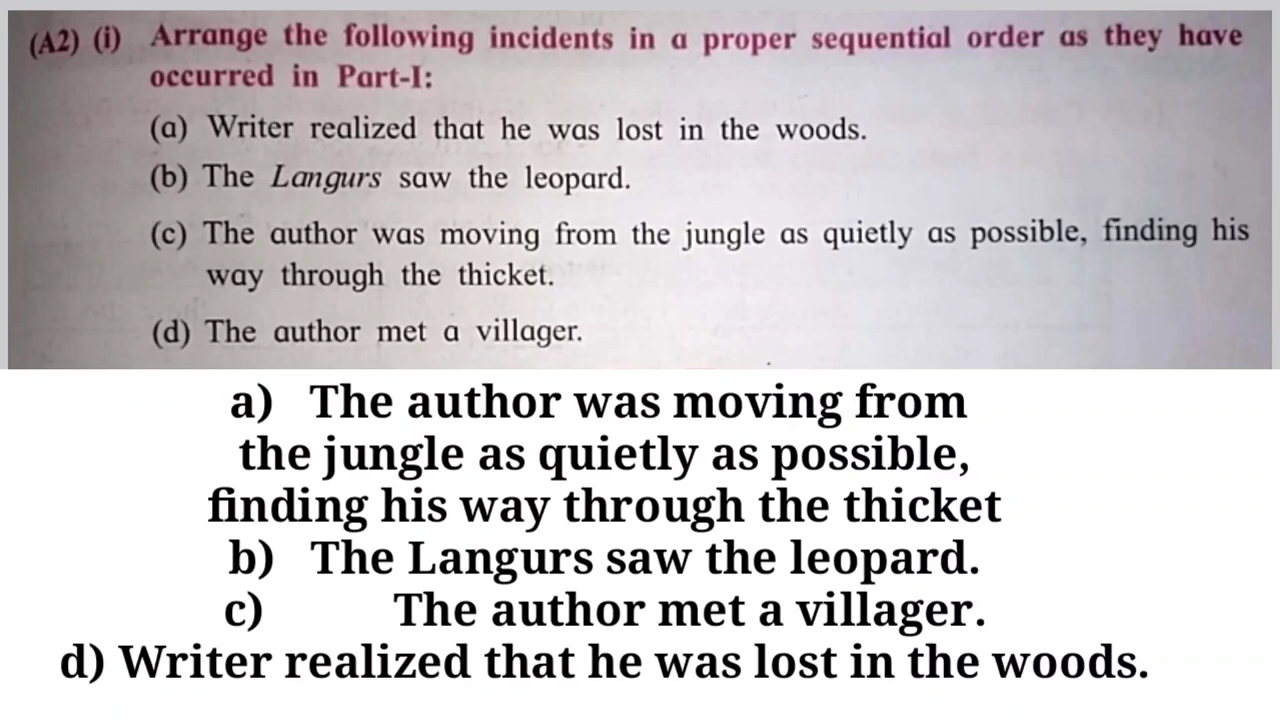 (A2) (i) Arrange the following incidents in a proper sequential order as they have
occurred in Part-I:
(a) Writer realized that he was lost in the woods.
(b) The Langurs saw the leopard.
(c) The author was moving from the jungle as quietly as possible, finding his
way through the thicket.
(d) The author met a villager.
a) The author was moving from
the jungle as quietly as possible,
finding his way through the thicket
b) The Langurs saw the leopard.
c) The author met a villager.
d) Writer realized that he was lost in the woods.